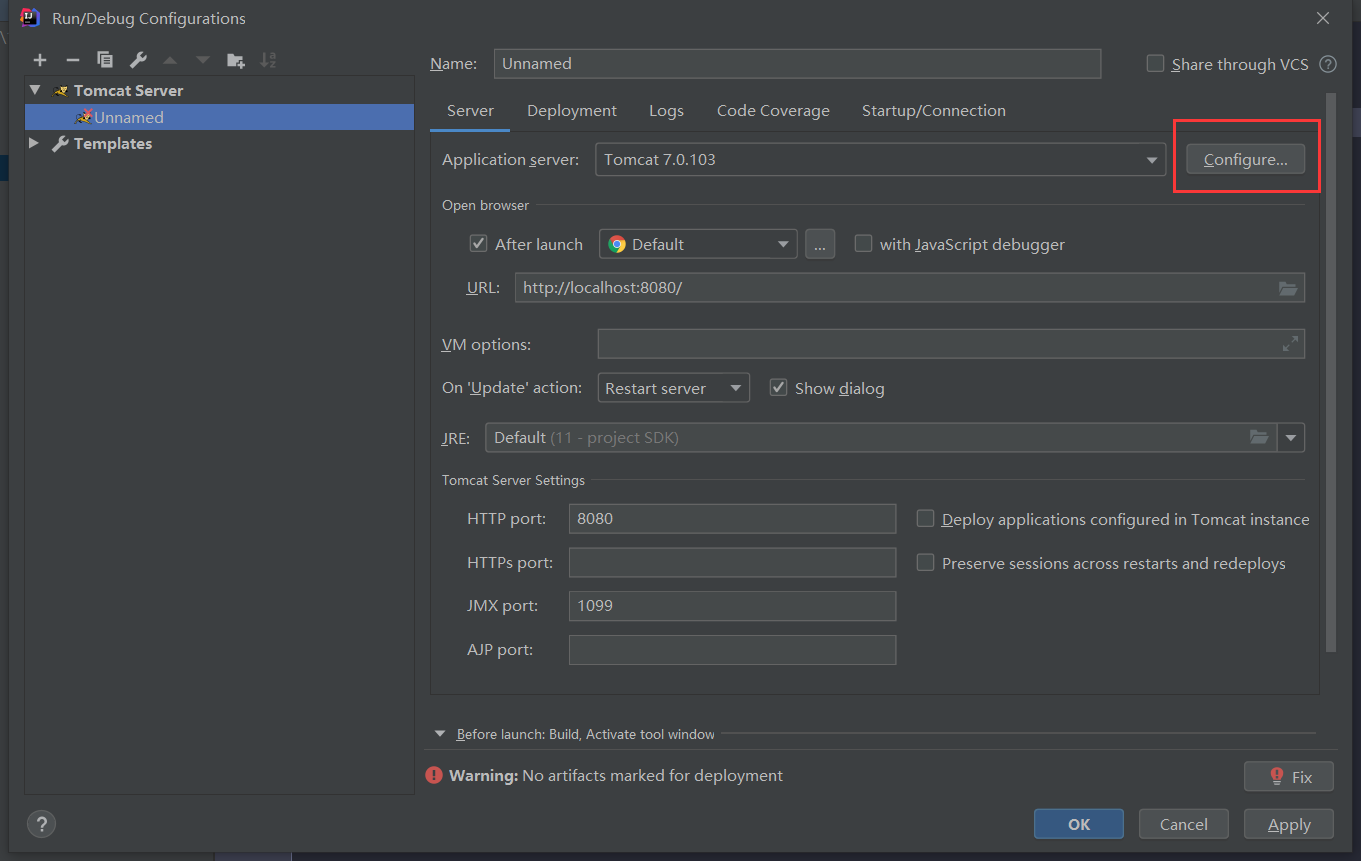 Run/Debug Configurations
Name: Unnamed Share through VCS ?
Tomcat Server
Unnamed
Templates
Server Deployment Logs Code Coverage Startup/Connection
Application server: Tomcat 7.0.103 Configure...
Open browser
After launch Default ... with JavaScript debugger
URL: http://localhost:8080/
VM options:
On 'Update' action: Restart server Show dialog
JRE: Default (11 - project SDK)
Tomcat Server Settings
HTTP port: 8080 Deploy applications configured in Tomcat instance
HTTPs port: Preserve sessions across restarts and redeploys
JMX port: 1099
AJP port:
Before launch: Build, Activate tool window
Warning: No artifacts marked for deployment Fix
? OK Cancel Apply